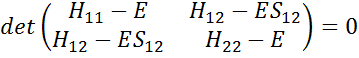 det(H₁₁ − E  H₁₂ − ES₁₂
H₁₂ − ES₁₂  H₂₂ − E) = 0